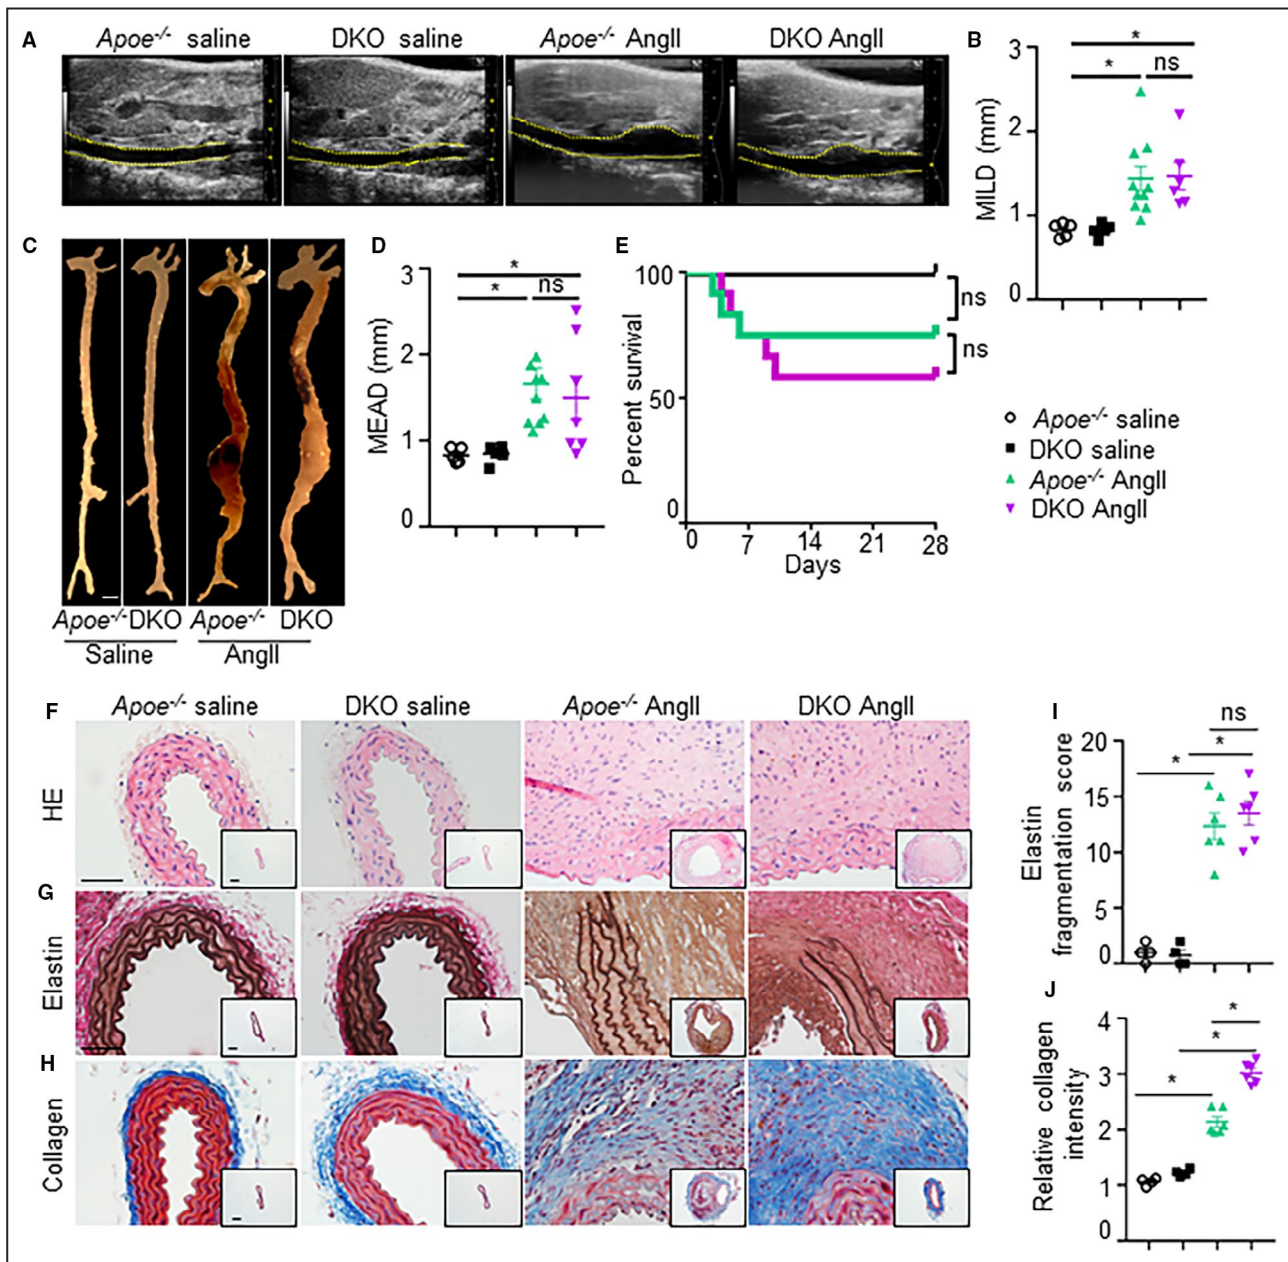 A
Apoe-/- saline
DKO saline
Apoe-/- AngII
DKO AngII
B
MILD (mm)
3
2
1
0
*
*
ns
C
Apoe-/- DKO
Apoe-/- DKO
Saline
AngII
D
MEAD (mm)
3
2
1
0
*
*
ns
E
Percent survival
100
50
0
0
7
14
21
28
Days
ns
ns
Apoe-/- saline
DKO saline
Apoe-/- AngII
DKO AngII
F
Apoe-/- saline
DKO saline
Apoe-/- AngII
DKO AngII
HE
G
Elastin
H
Collagen
I
Elastin
fragmentation score
20
15
10
5
0
ns
*
*
J
Relative collagen
intensity
4
3
2
1
0
*
*
*